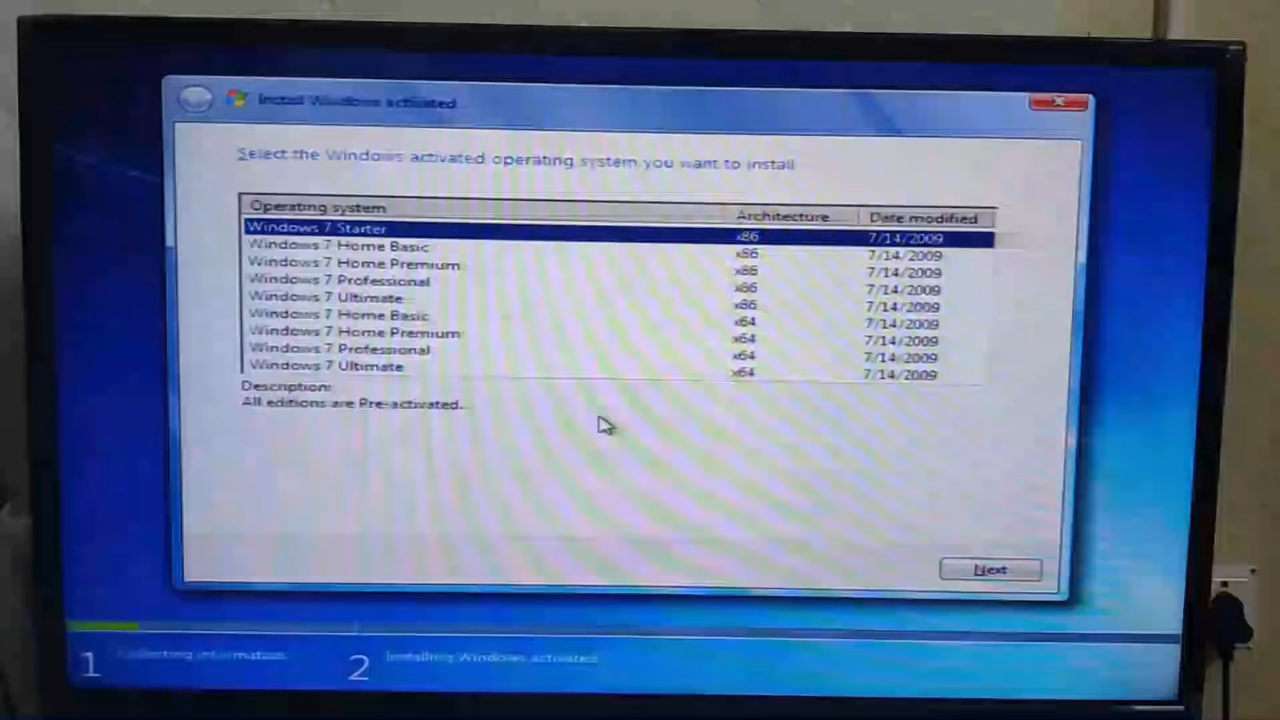 Install Windows activated
Select the Windows activated operating system you want to install
Operating system Architecture Date modified
Windows 7 Starter x86 7/14/2009
Windows 7 Home Basic x86 7/14/2009
Windows 7 Home Premium x86 7/14/2009
Windows 7 Professional x86 7/14/2009
Windows 7 Ultimate x86 7/14/2009
Windows 7 Home Basic x64 7/14/2009
Windows 7 Home Premium x64 7/14/2009
Windows 7 Professional x64 7/14/2009
Windows 7 Ultimate x64 7/14/2009
Description:
All editions are Pre-activated..
Next
1 Collecting information 2 Installing Windows activated